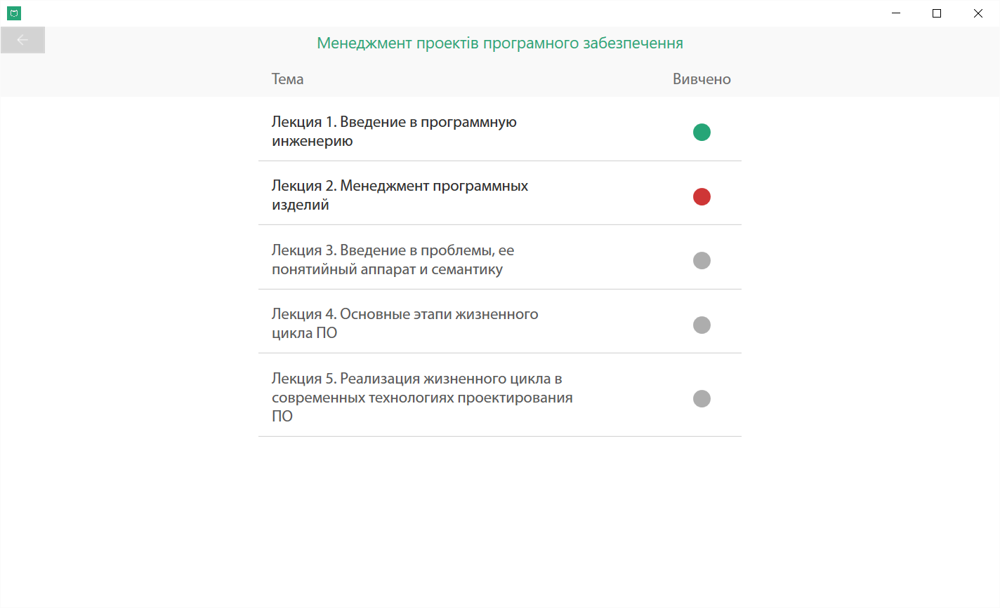 Менеджмент проектів програмного забезпечення
Тема Вивчено
Лекция 1. Введение в программную
инженерию
Лекция 2. Менеджмент программных
изделий
Лекция 3. Введение в проблемы, ее
понятийный аппарат и семантику
Лекция 4. Основные этапи жизненного
цикла ПО
Лекция 5. Реализация жизненного цикла в
современных технологиях проектирования
ПО